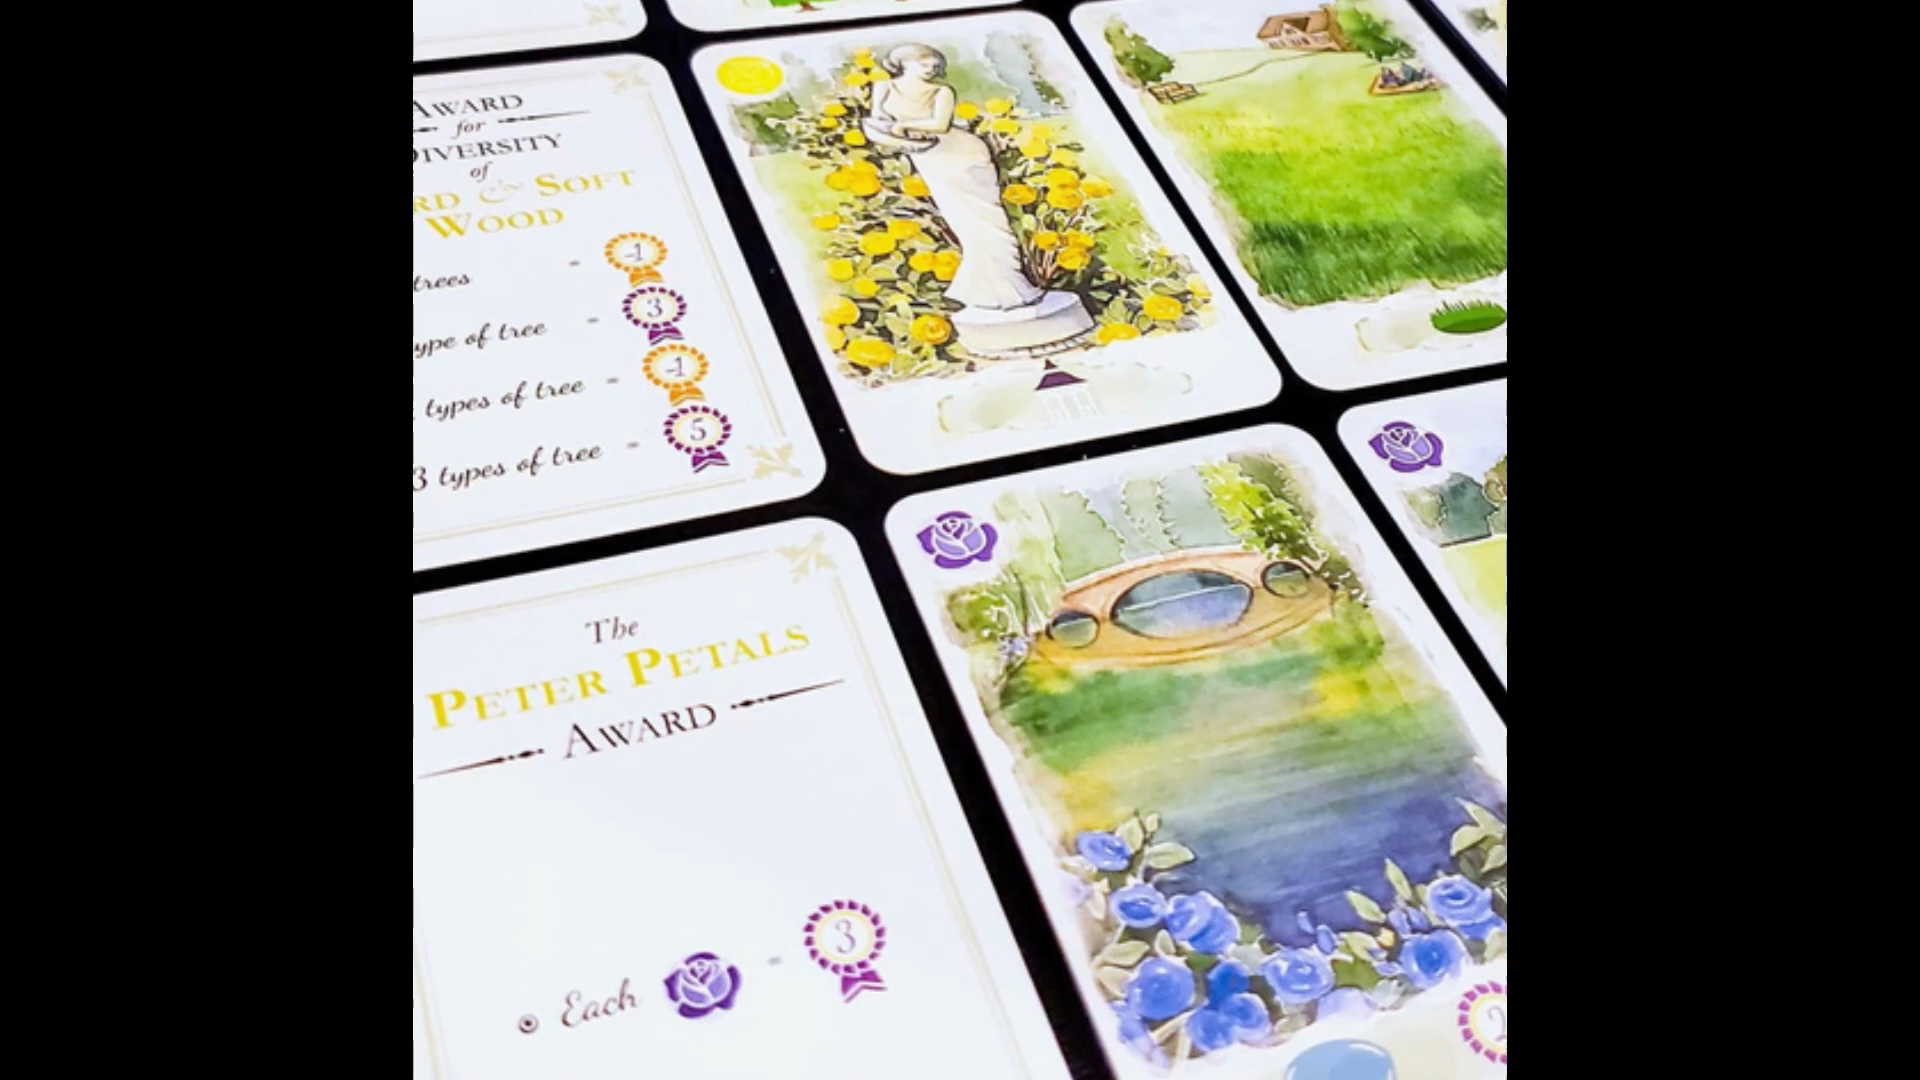 AWARD
for
DIVERSITY
of
& SOFT
WOOD
trees - -1
type of tree - 3
types of tree - -1
3 types of tree - 5
The
PETER PETALS
AWARD
Each - 3